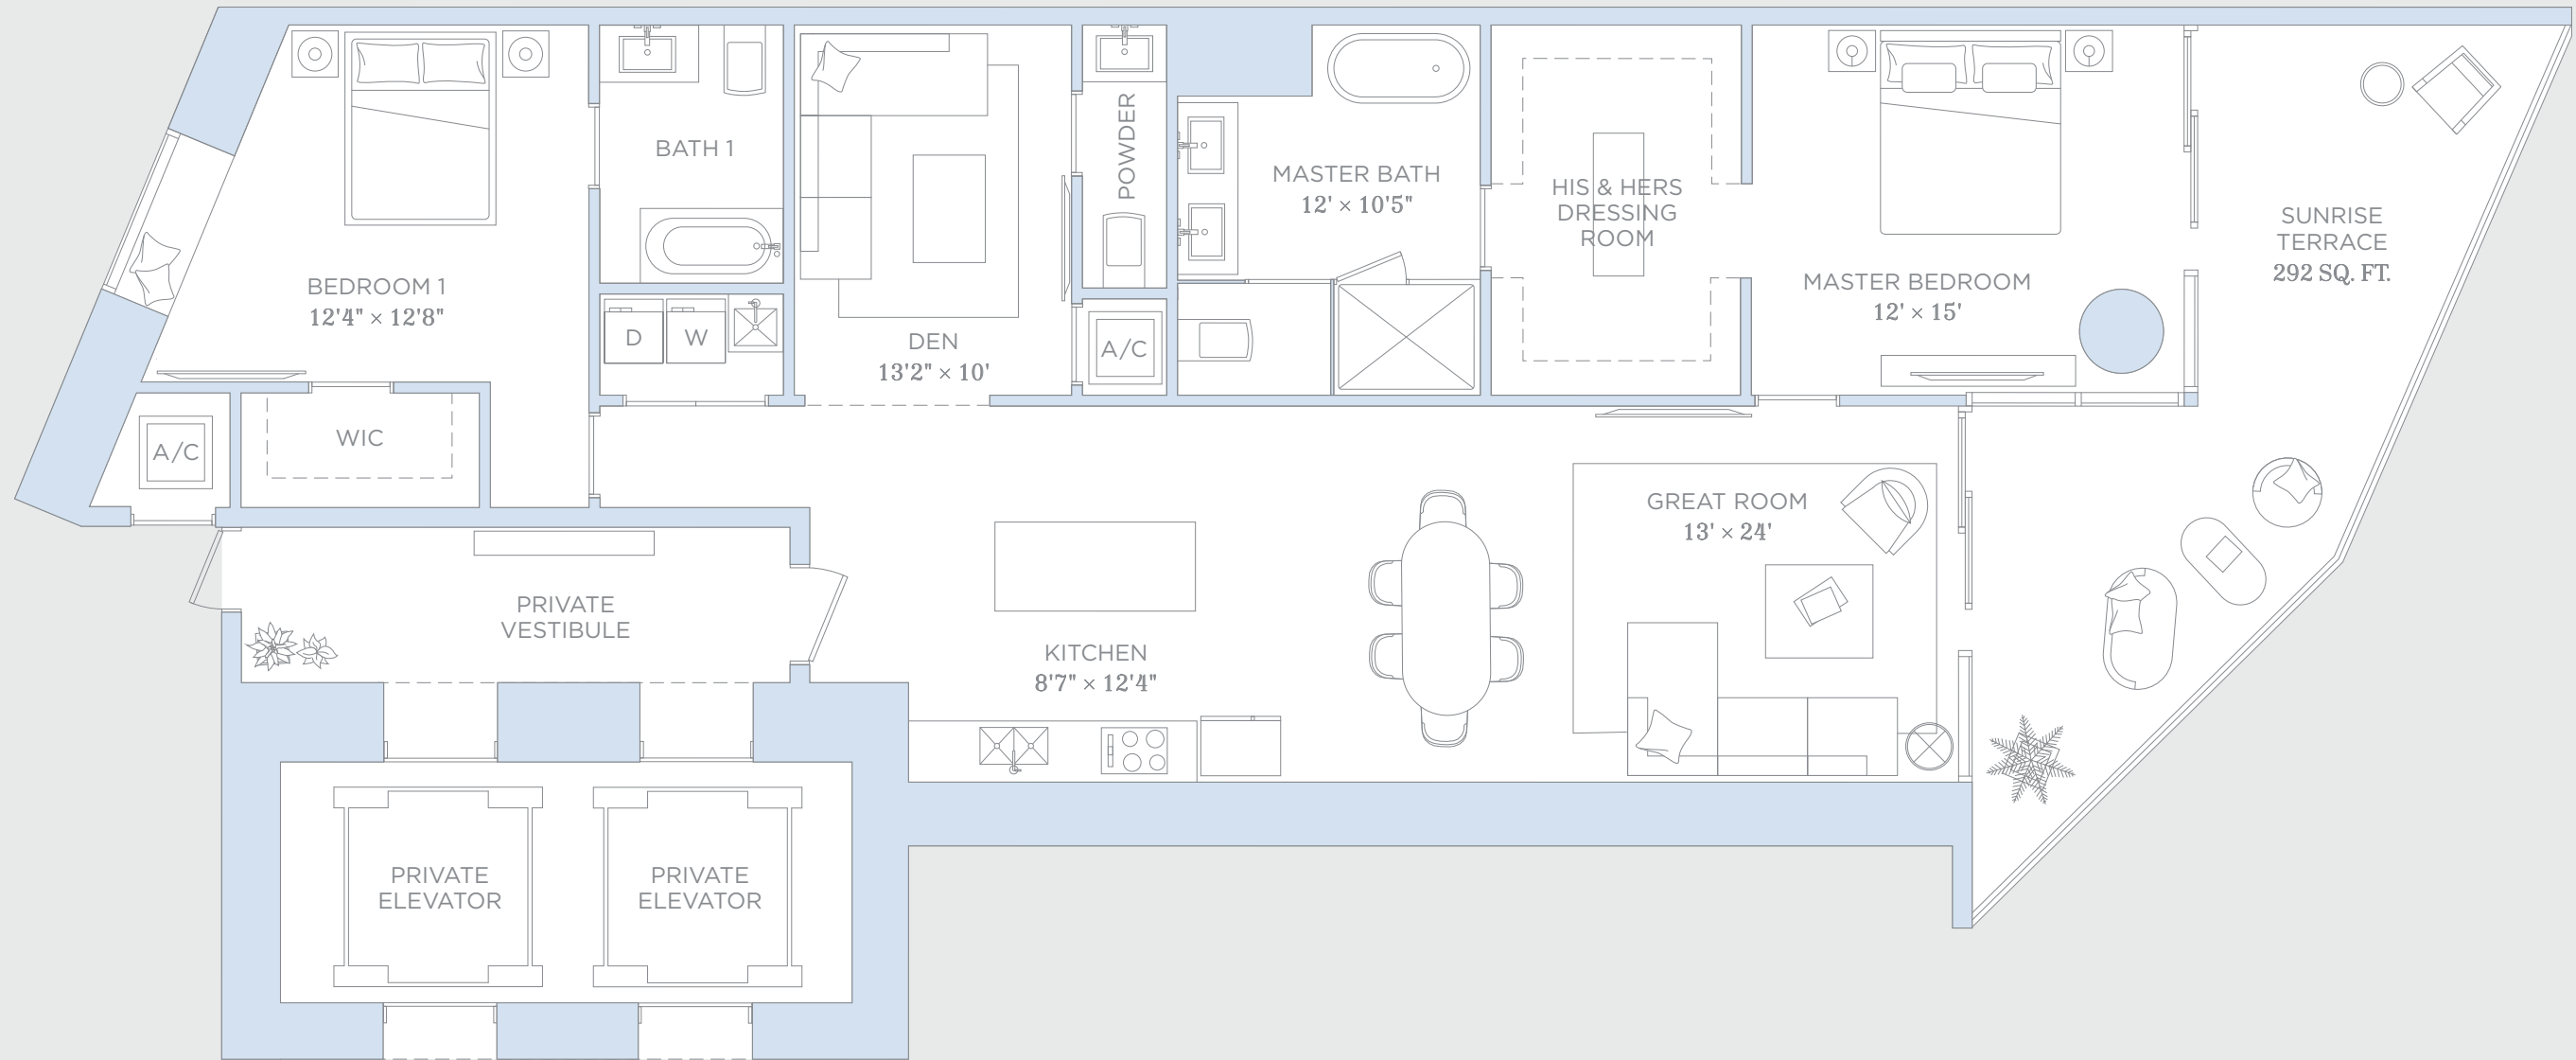 BEDROOM 1
12'4" × 12'8"
BATH 1
D
W
DEN
13'2" × 10'
POWDER
A/C
MASTER BATH
12' × 10'5"
HIS & HERS
DRESSING
ROOM
MASTER BEDROOM
12' × 15'
SUNRISE
TERRACE
292 SQ. FT.
A/C
WIC
PRIVATE
VESTIBULE
KITCHEN
8'7" × 12'4"
GREAT ROOM
13' × 24'
PRIVATE
ELEVATOR
PRIVATE
ELEVATOR